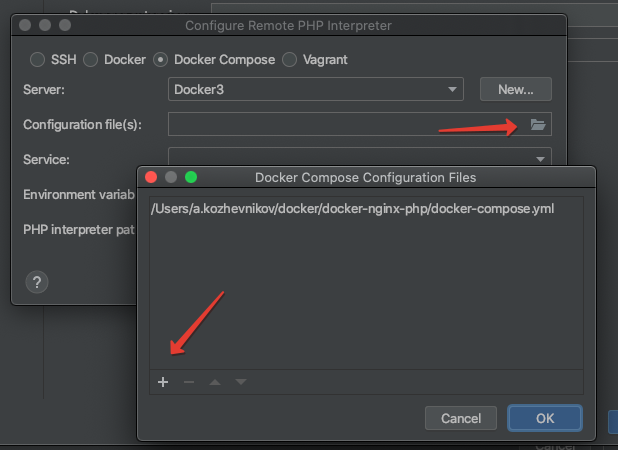 Configure Remote PHP Interpreter
SSH Docker Docker Compose Vagrant
Server: Docker3 New...
Configuration file(s):
Service:
Docker Compose Configuration Files
Environment variab
/Users/a.kozhevnikov/docker/docker-nginx-php/docker-compose.yml
PHP interpreter pat
?
Cancel OK
Cancel